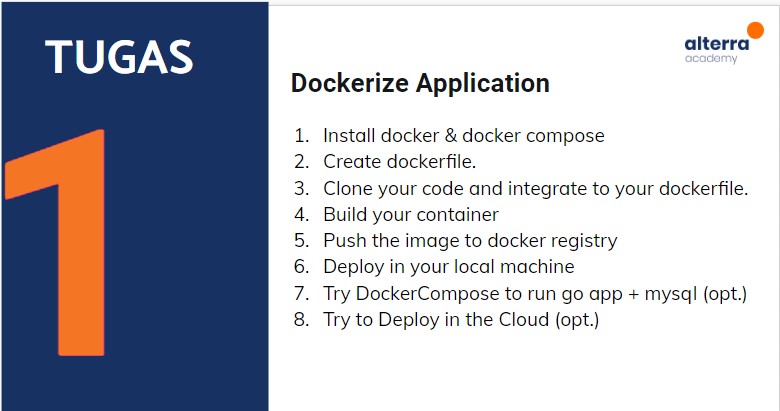 TUGAS
1
alterra
academy
Dockerize Application
1. Install docker & docker compose
2. Create dockerfile.
3. Clone your code and integrate to your dockerfile.
4. Build your container
5. Push the image to docker registry
6. Deploy in your local machine
7. Try DockerCompose to run go app + mysql (opt.)
8. Try to Deploy in the Cloud (opt.)